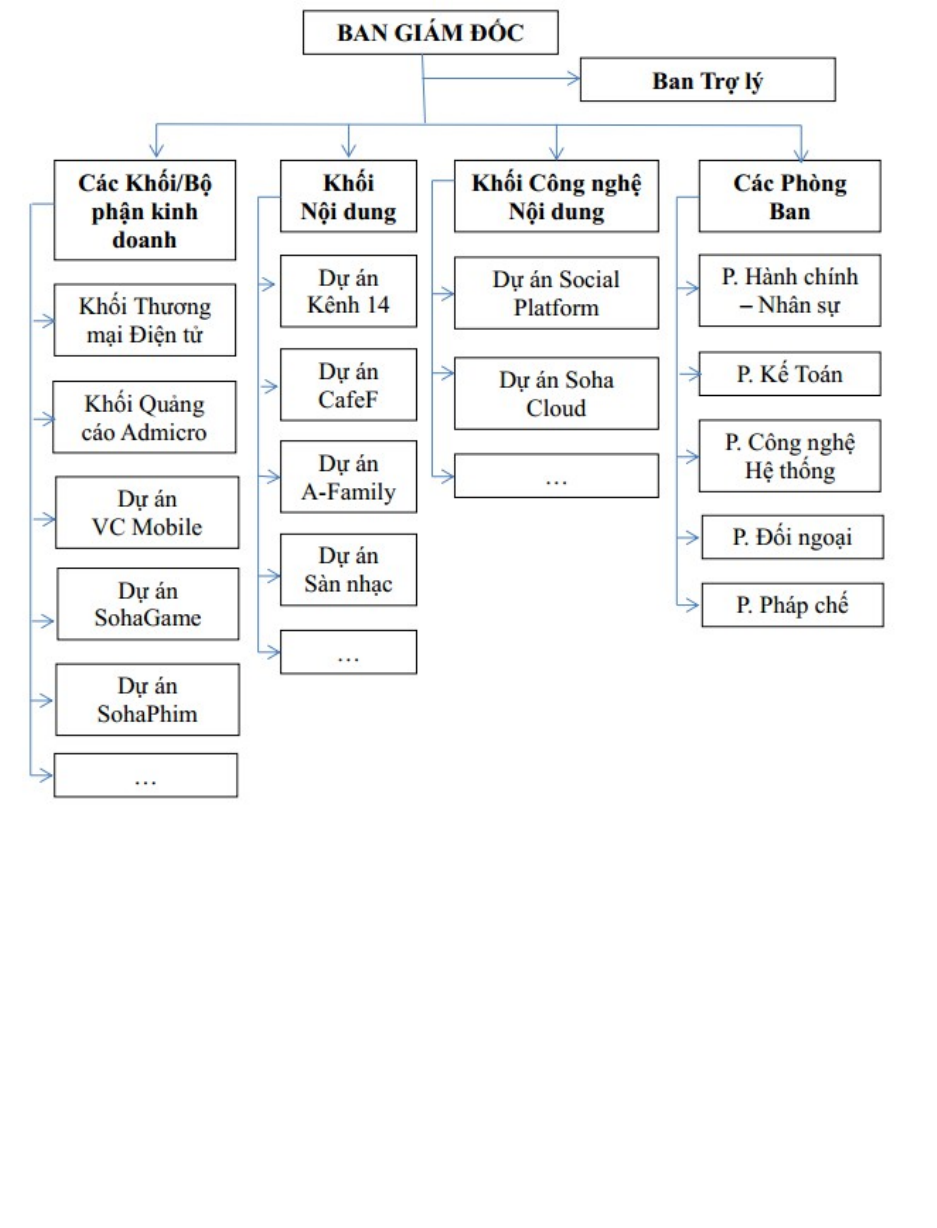 BAN GIÁM ĐỐC
Ban Trợ lý
Các Khối/Bộ
phận kinh
doanh
Khối Thương
mại Điện tử
Khối Quảng
cáo Admicro
Dự án
VC Mobile
Dự án
SohaGame
Dự án
SohaPhim
…
Khối
Nội dung
Dự án
Kênh 14
Dự án
CafeF
Dự án
A-Family
Dự án
Sàn nhạc
…
Khối Công nghệ
Nội dung
Dự án Social
Platform
Dự án Soha
Cloud
…
Các Phòng
Ban
P. Hành chính
– Nhân sự
P. Kế Toán
P. Công nghệ
Hệ thống
P. Đối ngoại
P. Pháp chế